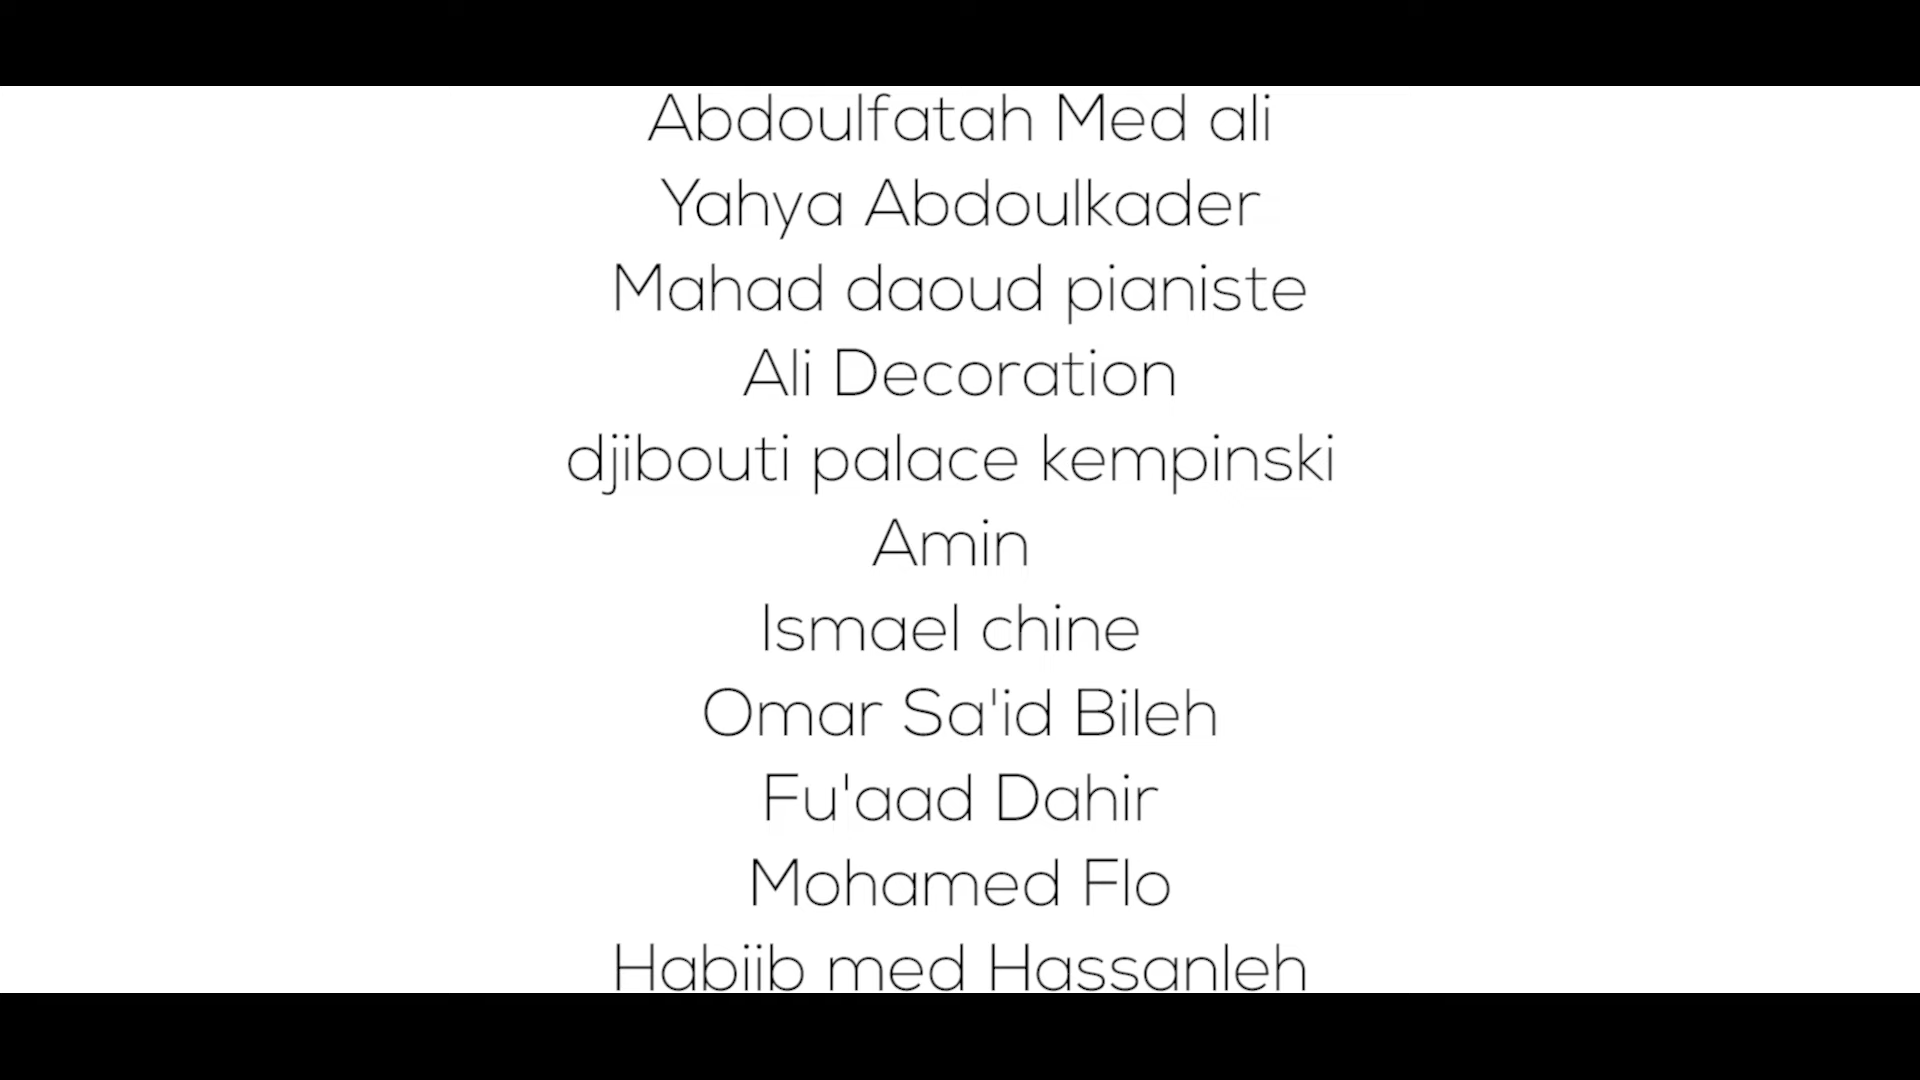 Abdoulfatah Med ali
Yahya Abdoulkader
Mahad daoud pianiste
Ali Decoration
djibouti palace kempinski
Amin
Ismael chine
Omar Sa'id Bileh
Fu'aad Dahir
Mohamed Flo
Habiib med Hassanleh